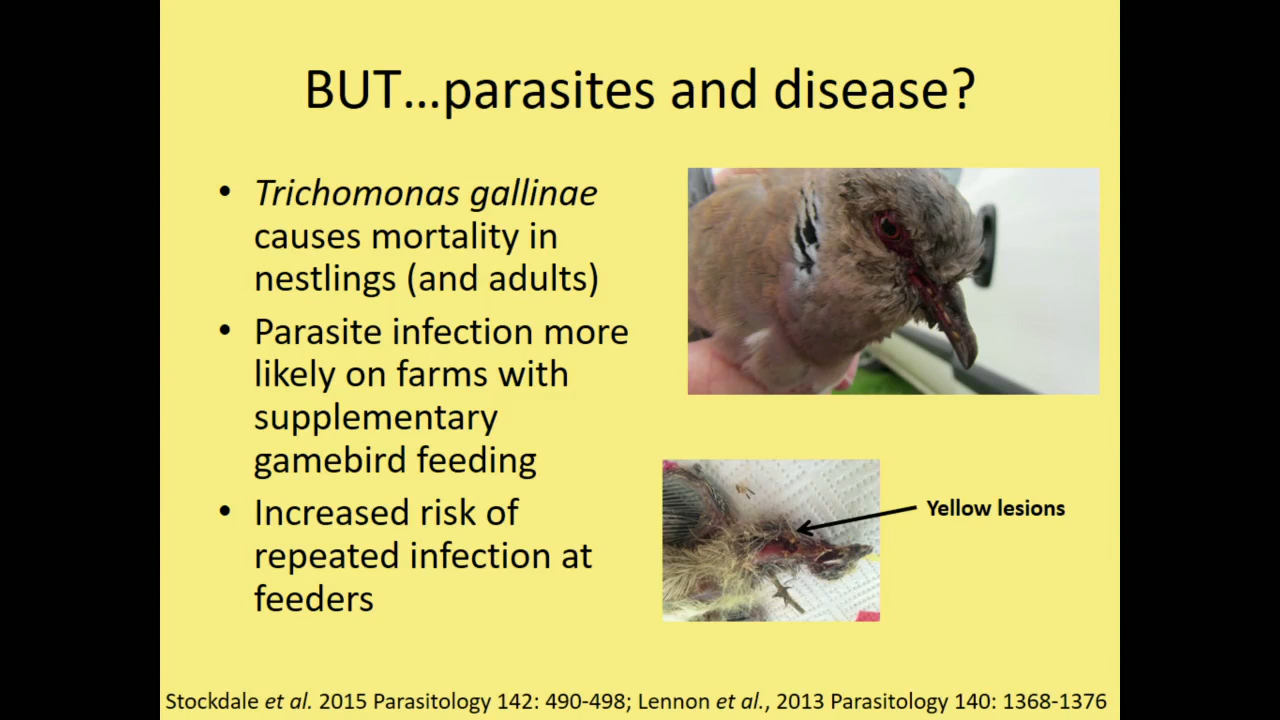 BUT...parasites and disease?
• Trichomonas gallinae
causes mortality in
nestlings (and adults)
• Parasite infection more
likely on farms with
supplementary
gamebird feeding
• Increased risk of
repeated infection at
feeders
Yellow lesions
Stockdale et al. 2015 Parasitology 142: 490-498; Lennon et al., 2013 Parasitology 140: 1368-1376